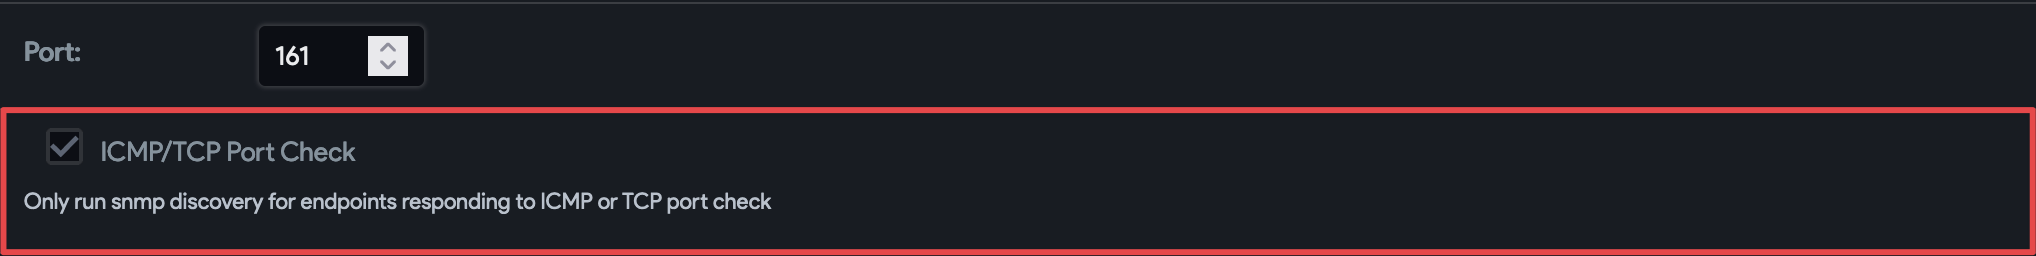 Port:
161
ICMP/TCP Port Check
Only run snmp discovery for endpoints responding to ICMP or TCP port check